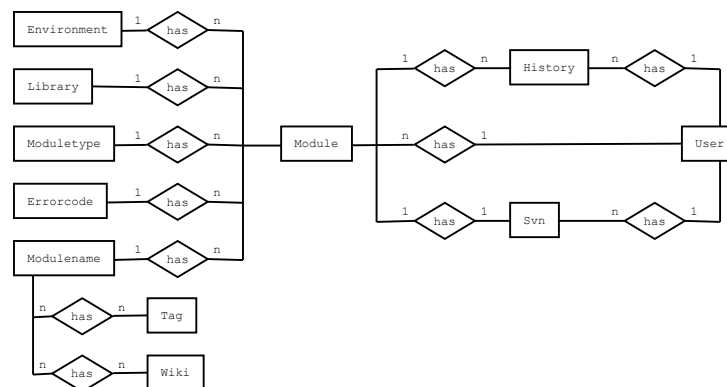 Environment 1 has n
Library 1 has n
Moduletype 1 has n
Errorcode 1 has n
Modulename 1 has n
n has n Tag
n has n Wiki
Module
1 has n History n has 1
n has 1 User
1 has 1 Svn n has 1